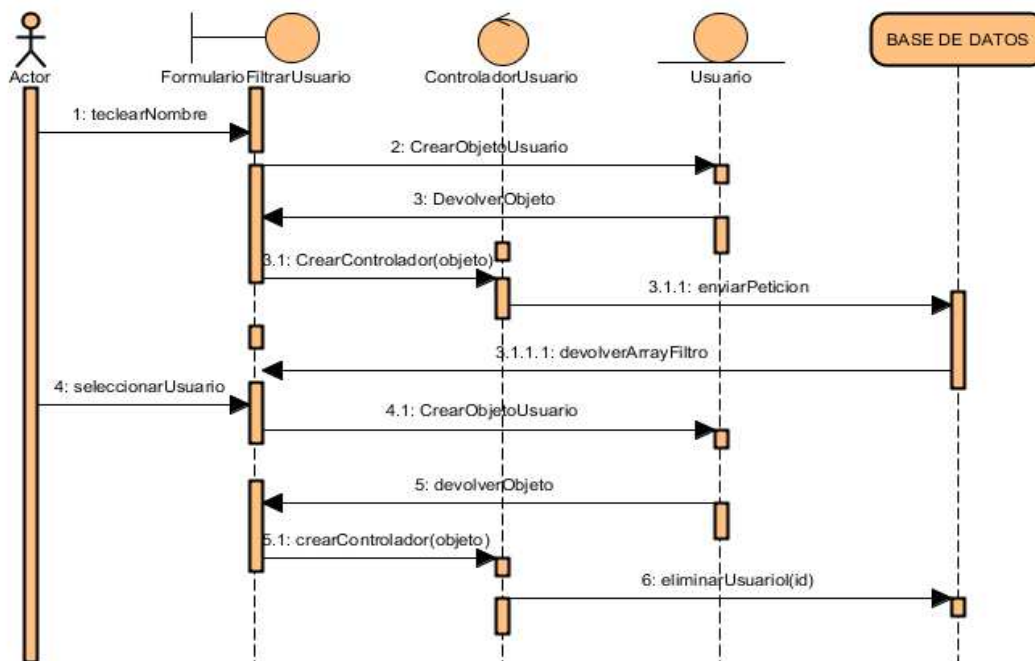 BASE DE DATOS
Actor
FormularioFiltrarUsuario
ControladorUsuario
Usuario
1: teclearNombre
2: CrearObjetoUsuario
3: DevolverObjeto
3.1: CrearControlador(objeto)
3.1.1: enviarPeticion
3.1.1.1: devolverArrayFiltro
4: seleccionarUsuario
4.1: CrearObjetoUsuario
5: devolverObjeto
5.1: crearControlador(objeto)
6: eliminarUsuariol(id)